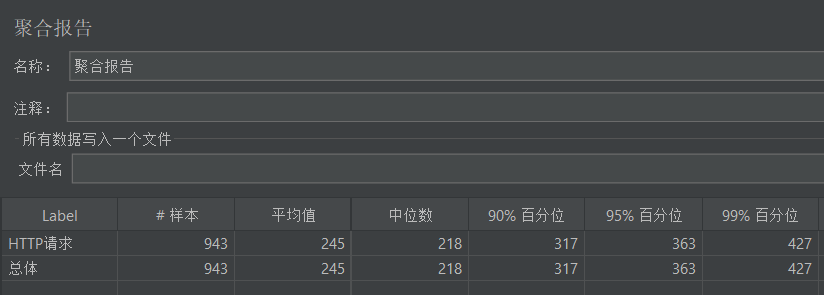 聚合报告
名称： 聚合报告
注释：
所有数据写入一个文件
文件名
Label # 样本 平均值 中位数 90% 百分位 95% 百分位 99% 百分位
HTTP请求 943 245 218 317 363 427
总体 943 245 218 317 363 427